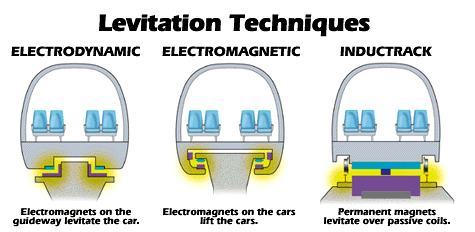 Levitation Techniques
ELECTRODYNAMIC
Electromagnets on the
guideway levitate the car.
ELECTROMAGNETIC
Electromagnets on the cars
lift the cars.
INDUCTRACK
Permanent magnets
levitate over passive coils.